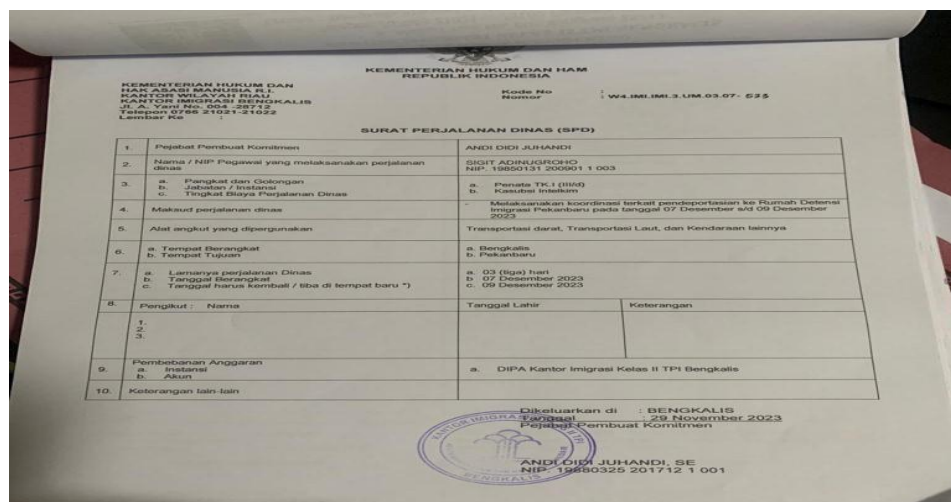 KEMENTERIAN HUKUM DAN HAM
REPUBLIK INDONESIA
KEMENTERIAN HUKUM DAN
HAK ASASI MANUSIA R.I.
KANTOR WILAYAH RIAU
KANTOR IMIGRASI BENGKALIS
Jl. A. Yani No. 004 -28712
Telepon 0766 21021-21022
Lembar Ke :
Kode No :
Nomor : W4.IMI.IMI.3.UM.03.07- 535
SURAT PERJALANAN DINAS (SPD)
1. Pejabat Pembuat Komitmen ANDI DIDI JUHANDI
2. Nama / NIP Pegawai yang melaksanakan perjalanan dinas
SIGIT ADINUGROHO
NIP. 19850131 200901 1 003
3. a. Pangkat dan Golongan
b. Jabatan / Instansi
c. Tingkat Biaya Perjalanan Dinas
a. Penata TK.I (III/d)
b. Kasubsi Inteldakim
4. Maksud perjalanan dinas
- Melaksanakan koordinasi terkait pendeportasian ke Rumah Detensi
Imigrasi Pekanbaru pada tanggal 07 Desember s/d 09 Desember
2023
5. Alat angkut yang dipergunakan Transportasi darat, Transportasi Laut, dan Kendaraan lainnya
6. a. Tempat Berangkat
b. Tempat Tujuan
a. Bengkalis
b. Pekanbaru
7. a. Lamanya perjalanan Dinas
b. Tanggal Berangkat
c. Tanggal harus kembali / tiba di tempat baru *)
a. 03 (tiga) hari
b. 07 Desember 2023
c. 09 Desember 2023
8. Pengikut : Nama Tanggal Lahir Keterangan
1.
2.
3.
9. Pembebanan Anggaran
a. Instansi
b. Akun
a. DIPA Kantor Imigrasi Kelas II TPI Bengkalis
10. Keterangan lain-lain
Dikeluarkan di : BENGKALIS
Tanggal : 29 November 2023
Pejabat Pembuat Komitmen
KANTOR IMIGRASI
II TPI
BENGKALIS
ANDI DIDI JUHANDI, SE
NIP. 19880325 201712 1 001